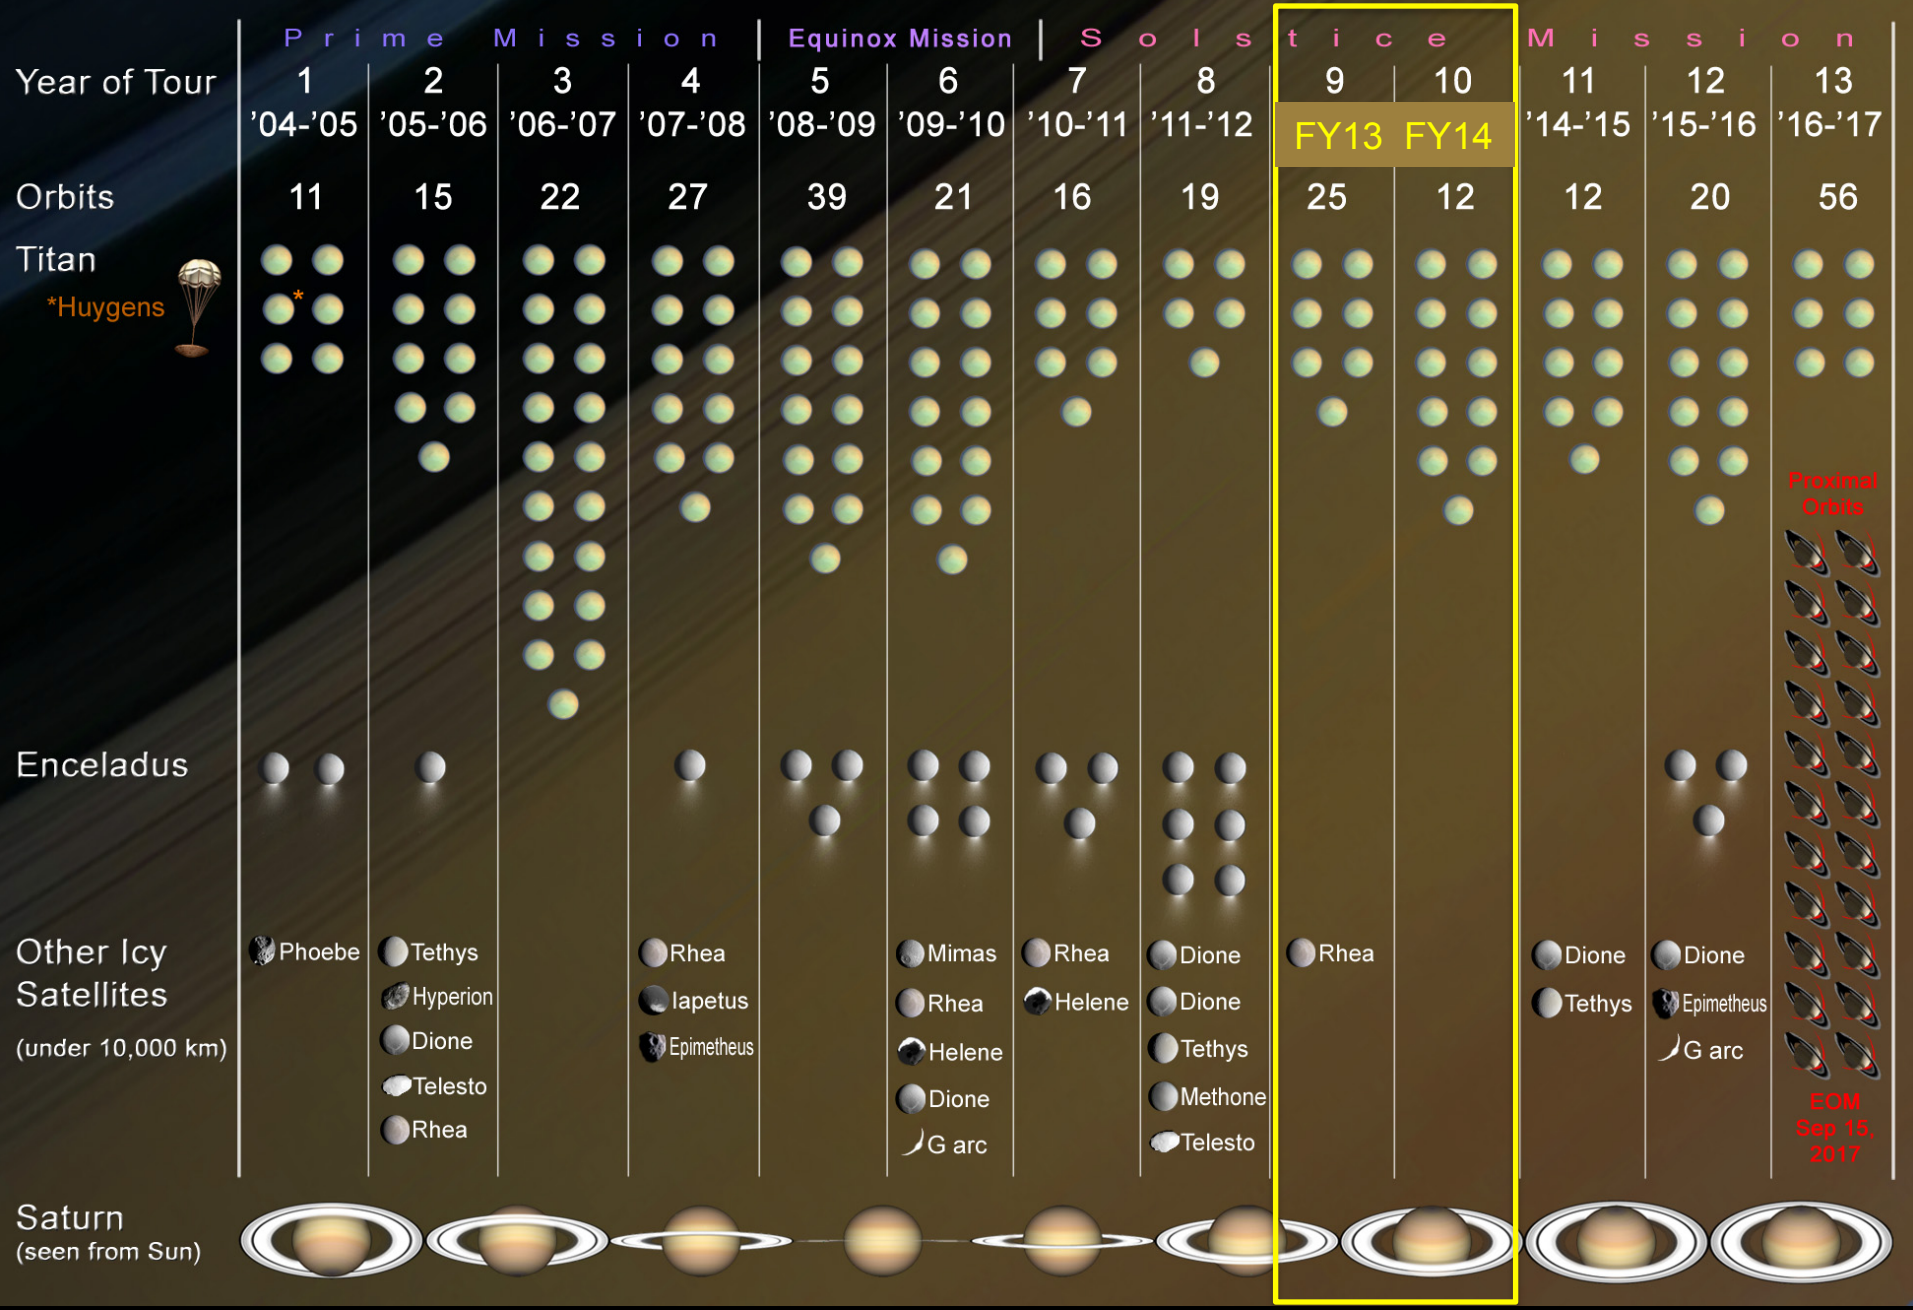 Prime Mission | Equinox Mission | Solstice Mission
Year of Tour 1 2 3 4 5 6 7 8 9 10 11 12 13
’04-’05 ’05-’06 ’06-’07 ’07-’08 ’08-’09 ’09-’10 ’10-’11 ’11-’12 FY13 FY14 ’14-’15 ’15-’16 ’16-’17
Orbits 11 15 22 27 39 21 16 19 25 12 12 20 56
Titan
*Huygens *
Proximal
Orbits
Enceladus
Other Icy
Satellites
(under 10,000 km)
Phoebe
Tethys
Hyperion
Dione
Telesto
Rhea
Rhea
Iapetus
Epimetheus
Mimas
Rhea
Helene
Dione
G arc
Rhea
Helene
Dione
Dione
Tethys
Methone
Telesto
Rhea
Dione
Tethys
Dione
Epimetheus
G arc
EOM
Sep 15,
2017
Saturn
(seen from Sun)